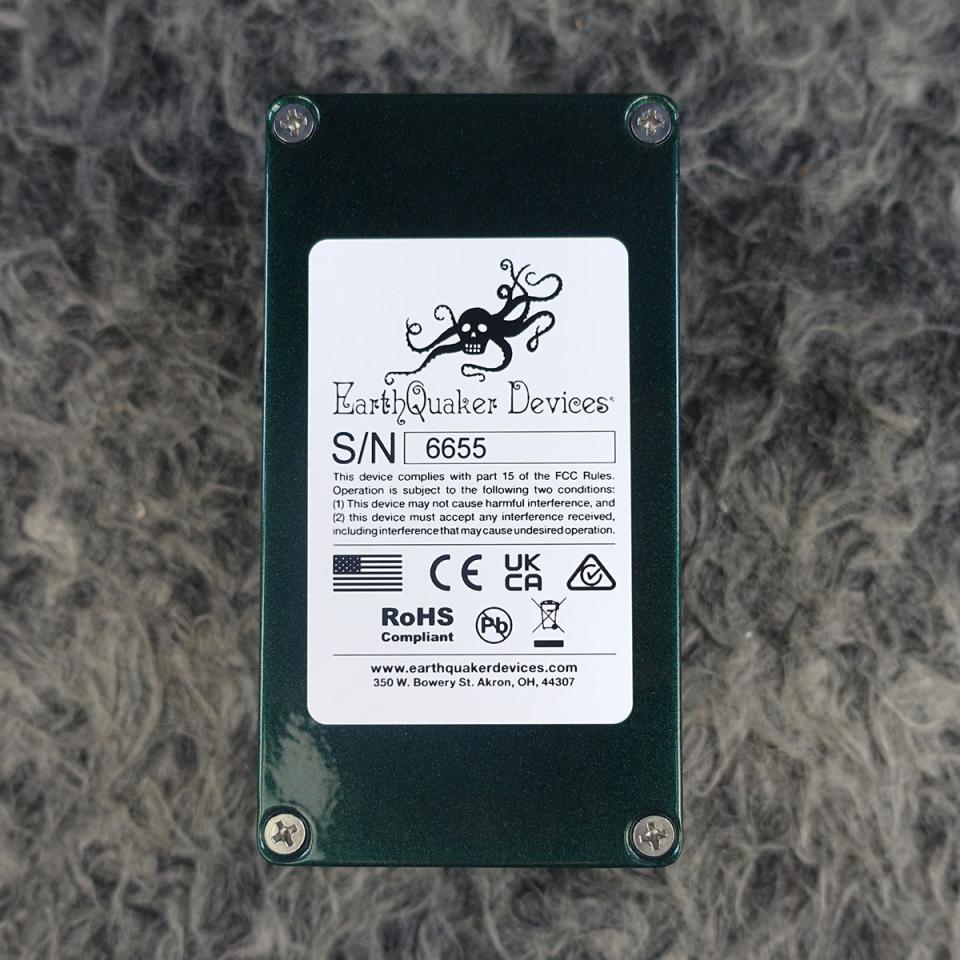 EarthQuaker Devices®
S/N 6655
This device complies with part 15 of the FCC Rules.
Operation is subject to the following two conditions:
(1) This device may not cause harmful interference, and
(2) this device must accept any interference received,
including interference that may cause undesired operation.
CE UK
CA
RoHS
Compliant
Pb
www.earthquakerdevices.com
350 W. Bowery St. Akron, OH, 44307